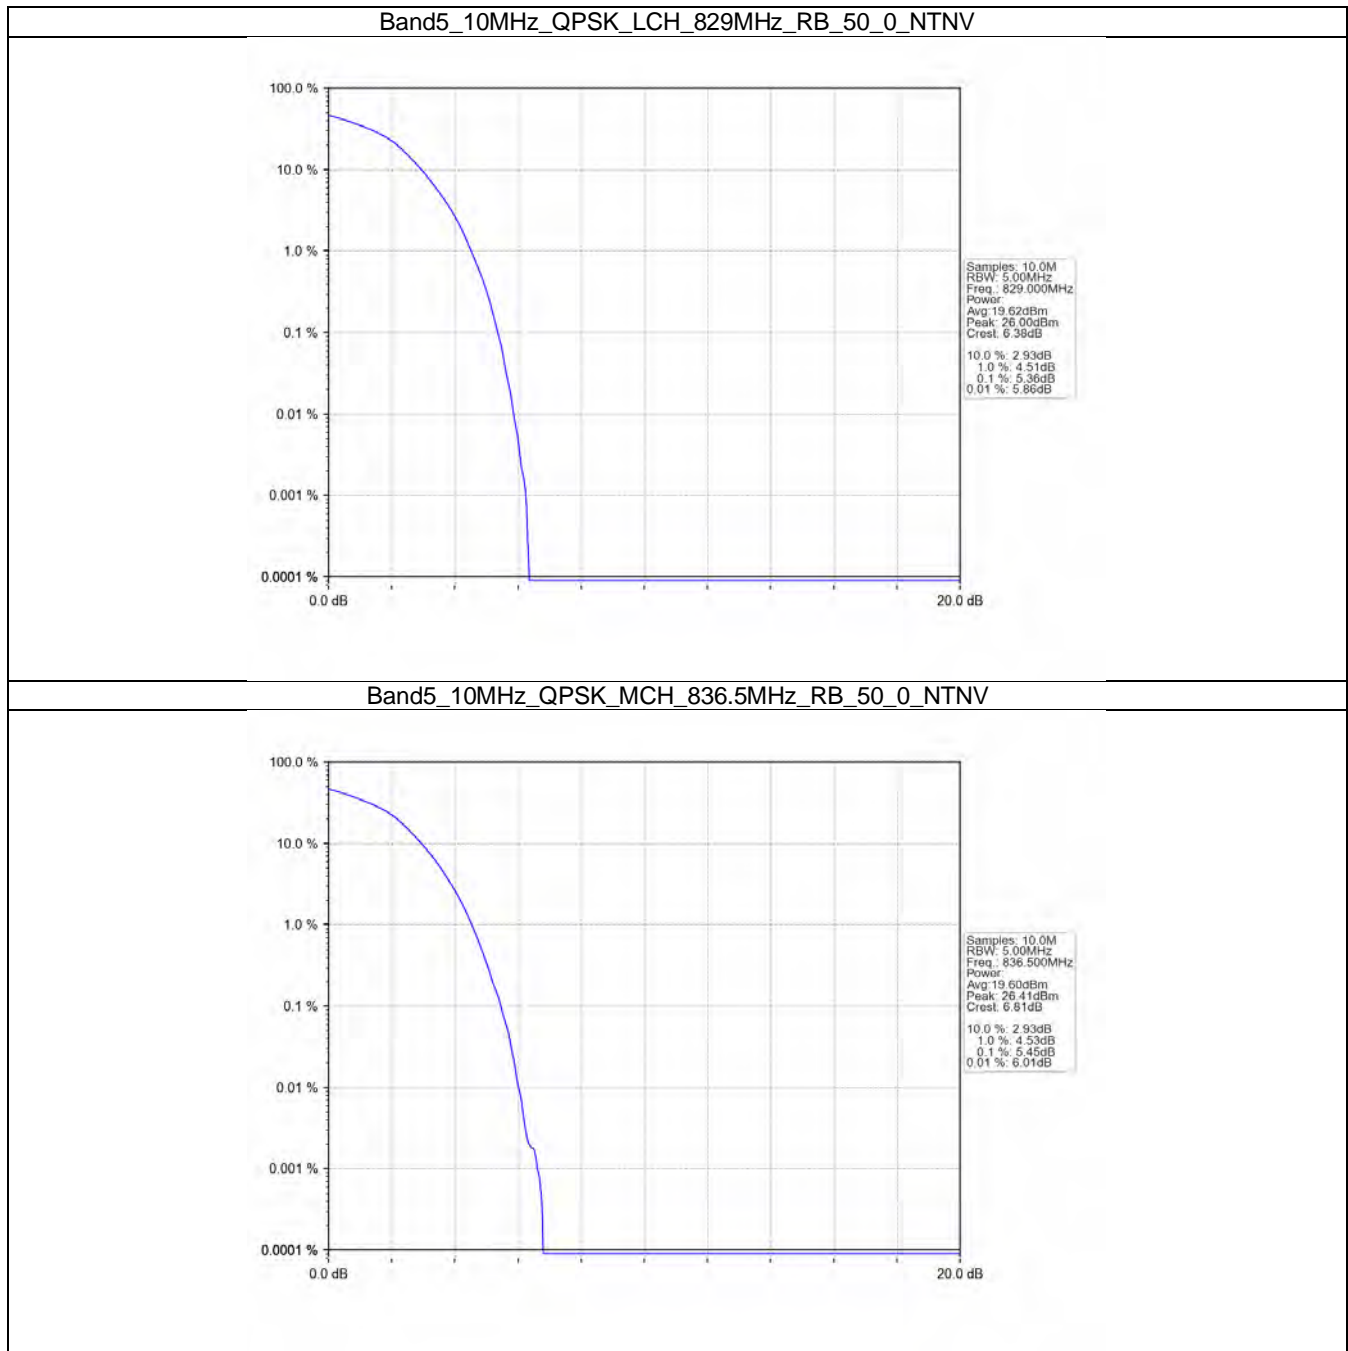 Band5_10MHz_QPSK_LCH_829MHz_RB_50_0_NTNV
100.0 %
10.0 %
1.0 %
0.1 %
0.01 %
0.001 %
0.0001 %
0.0 dB
20.0 dB
Samples: 10.0M
RBW: 5.00MHz
Freq.: 829.000MHz
Power:
Avg:19.62dBm
Peak: 26.00dBm
Crest: 6.38dB
10.0 %: 2.93dB
1.0 %: 4.51dB
0.1 %: 5.36dB
0.01 %: 5.86dB
Band5_10MHz_QPSK_MCH_836.5MHz_RB_50_0_NTNV
100.0 %
10.0 %
1.0 %
0.1 %
0.01 %
0.001 %
0.0001 %
0.0 dB
20.0 dB
Samples: 10.0M
RBW: 5.00MHz
Freq.: 836.500MHz
Power:
Avg:19.60dBm
Peak: 26.41dBm
Crest: 6.81dB
10.0 %: 2.93dB
1.0 %: 4.53dB
0.1 %: 5.45dB
0.01 %: 6.01dB